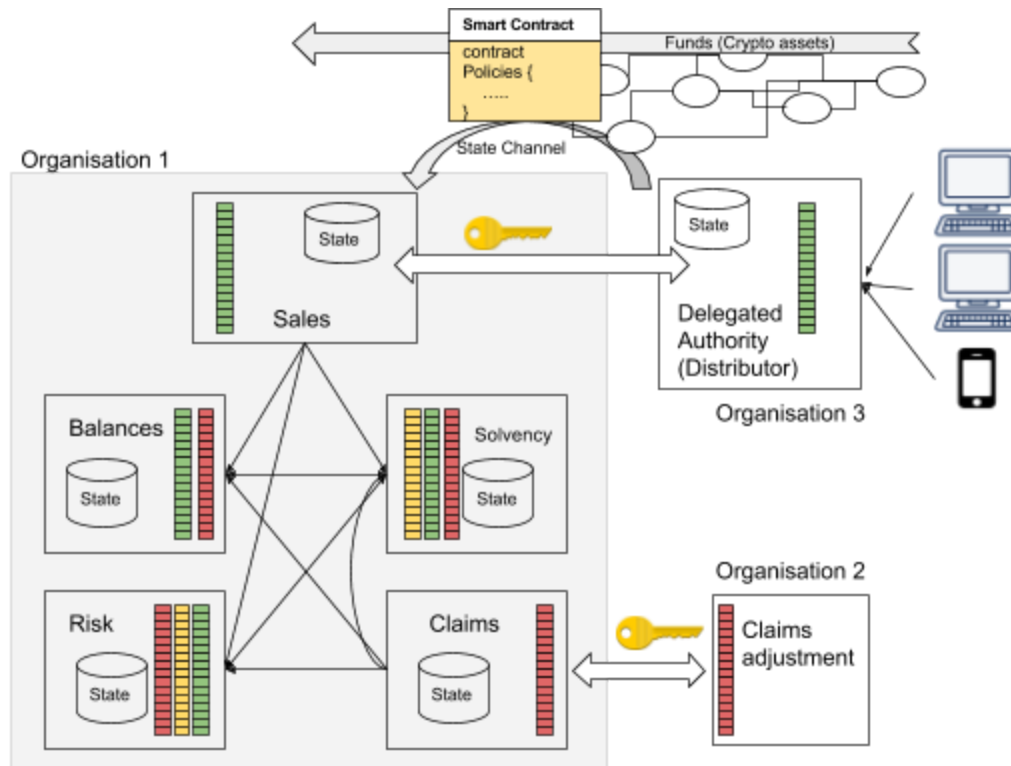 Smart Contract
contract
Policies {
.....
}
Funds (Crypto assets)
State Channel
Organisation 1
State
Sales
State
Delegated
Authority
(Distributor)
Organisation 3
Balances
State
Solvency
State
Organisation 2
Risk
State
Claims
State
Claims
adjustment